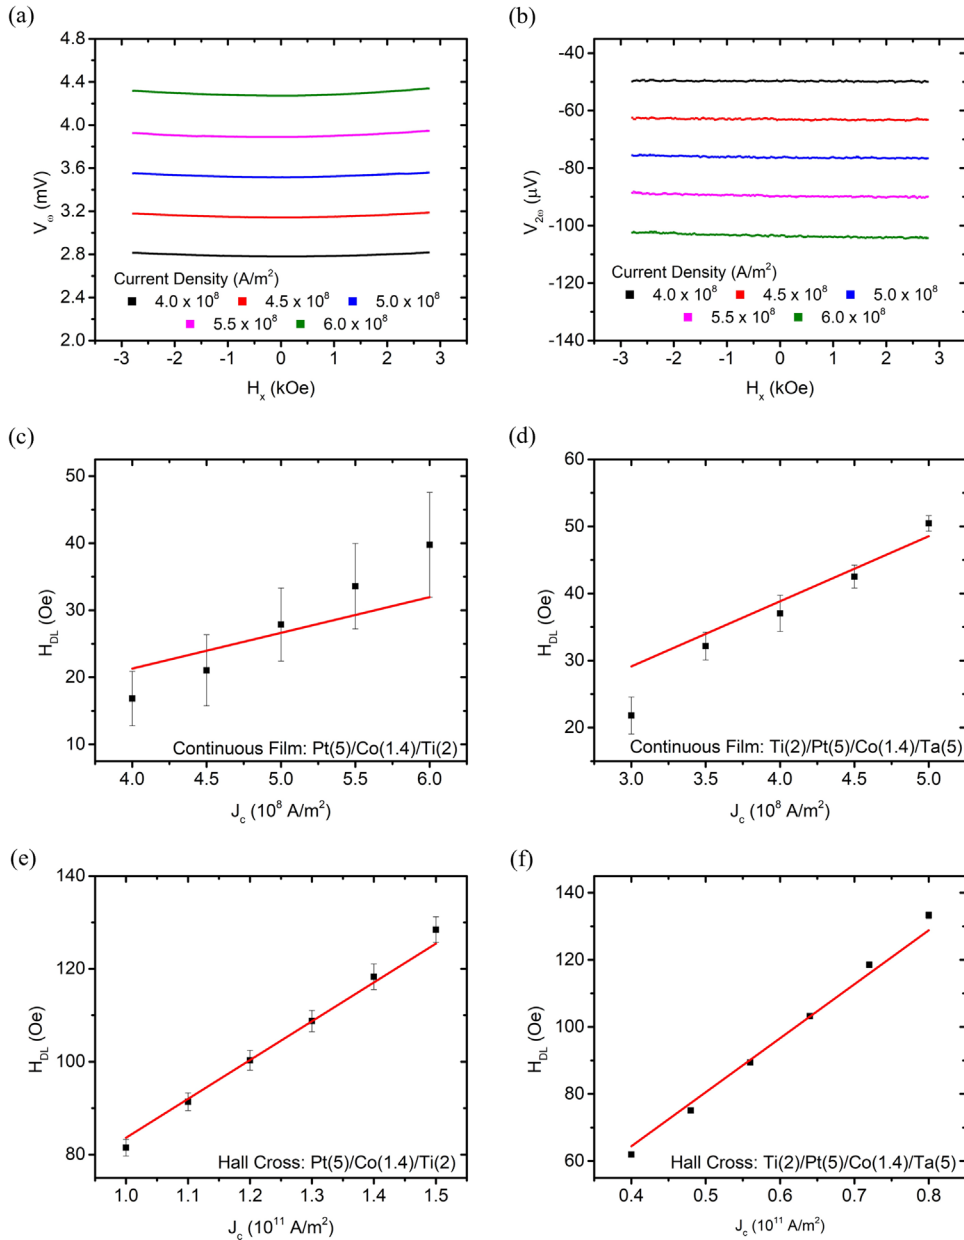 (a)
4.8
4.4
4.0
3.6
3.2
2.8
2.4
2.0
V_ω (mV)
Current Density (A/m²)
4.0 x 10⁸ 4.5 x 10⁸ 5.0 x 10⁸
5.5 x 10⁸ 6.0 x 10⁸
-3 -2 -1 0 1 2 3
H_x (kOe)
(b)
-40
-60
-80
-100
-120
-140
V_2ω (μV)
Current Density (A/m²)
4.0 x 10⁸ 4.5 x 10⁸ 5.0 x 10⁸
5.5 x 10⁸ 6.0 x 10⁸
-3 -2 -1 0 1 2 3
H_x (kOe)
(c)
50
40
30
20
10
H_DL (Oe)
Continuous Film: Pt(5)/Co(1.4)/Ti(2)
4.0 4.5 5.0 5.5 6.0
J_c (10⁸ A/m²)
(d)
60
50
40
30
20
H_DL (Oe)
Continuous Film: Ti(2)/Pt(5)/Co(1.4)/Ta(5)
3.0 3.5 4.0 4.5 5.0
J_c (10⁸ A/m²)
(e)
140
120
100
80
H_DL (Oe)
Hall Cross: Pt(5)/Co(1.4)/Ti(2)
1.0 1.1 1.2 1.3 1.4 1.5
J_c (10¹¹ A/m²)
(f)
140
120
100
80
60
H_DL (Oe)
Hall Cross: Ti(2)/Pt(5)/Co(1.4)/Ta(5)
0.4 0.5 0.6 0.7 0.8
J_c (10¹¹ A/m²)